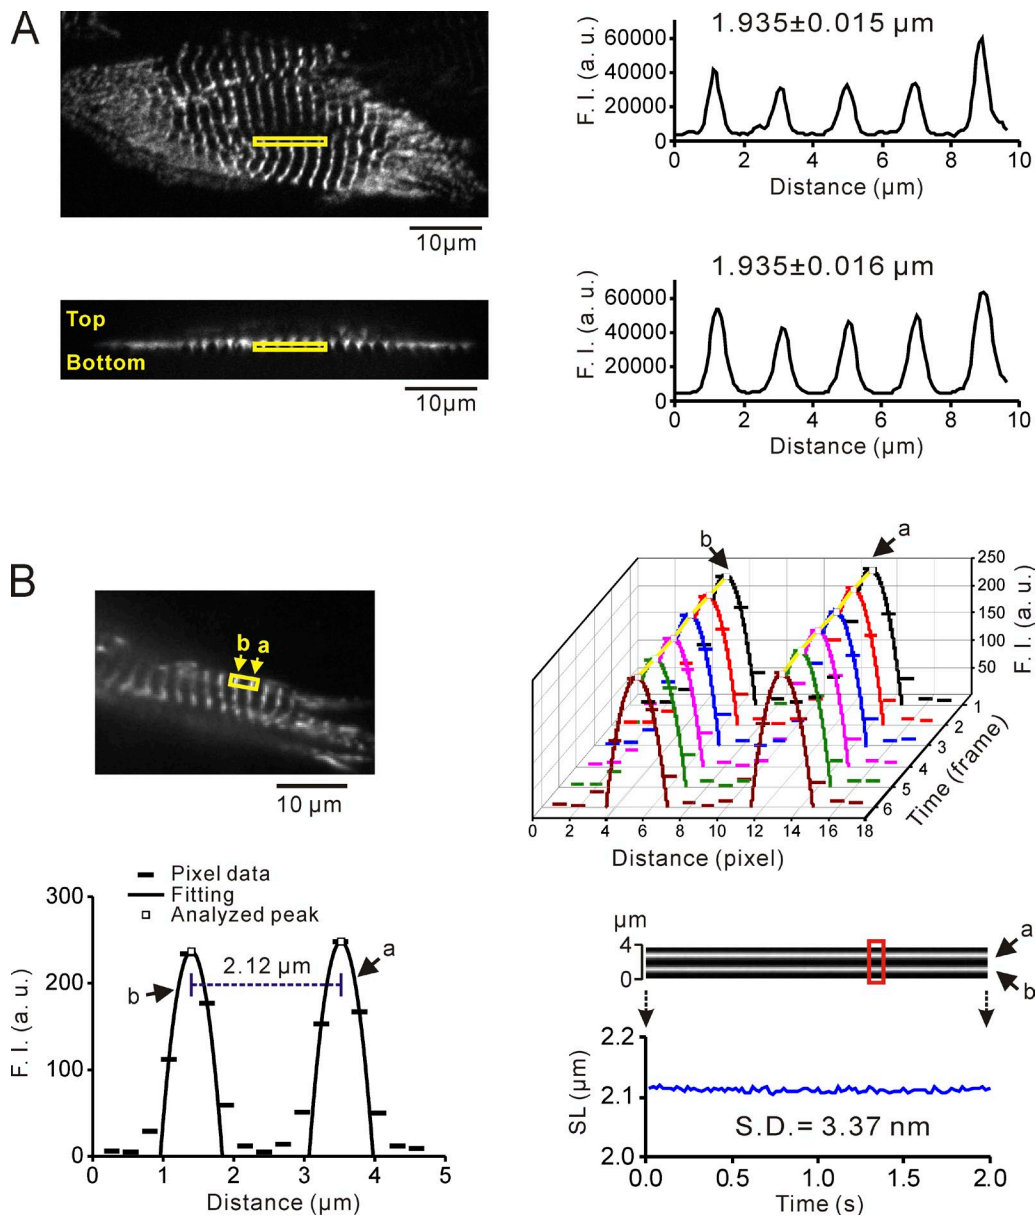 A
10μm
Top
Bottom
10μm
1.935±0.015 μm
F. I. (a. u.)
60000
40000
20000
0
0 2 4 6 8 10
Distance (μm)
1.935±0.016 μm
F. I. (a. u.)
60000
40000
20000
0
0 2 4 6 8 10
Distance (μm)
B
b a
10 μm
b
a
250
200
150
100
50
F. I. (a. u.)
1
2
3
4
5
6
Time (frame)
0 2 4 6 8 10 12 14 16 18
Distance (pixel)
Pixel data
Fitting
Analyzed peak
300
200
100
0
F. I. (a. u.)
2.12 μm
b
a
0 1 2 3 4 5
Distance (μm)
μm
4
0
a
b
2.2
2.1
2.0
SL (μm)
S.D.= 3.37 nm
0.0 0.5 1.0 1.5 2.0
Time (s)